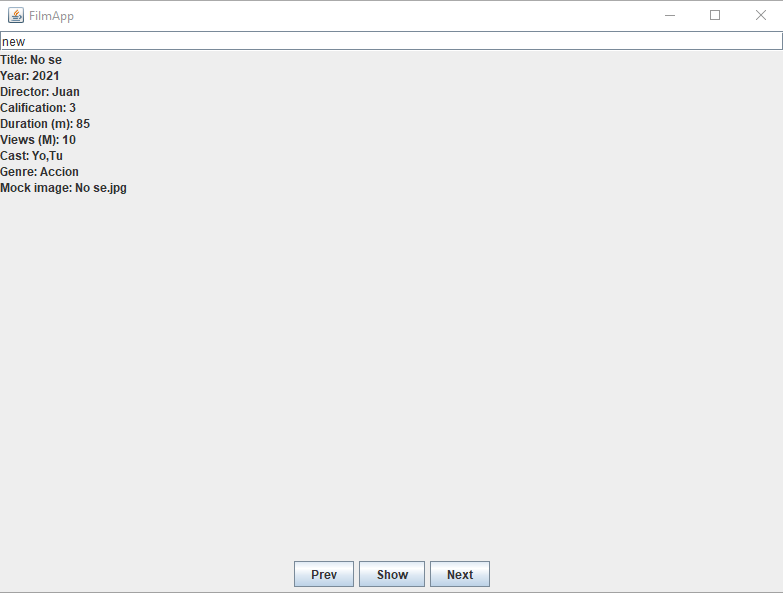 FilmApp
new
Title: No se
Year: 2021
Director: Juan
Calification: 3
Duration (m): 85
Views (M): 10
Cast: Yo,Tu
Genre: Accion
Mock image: No se.jpg
Prev Show Next